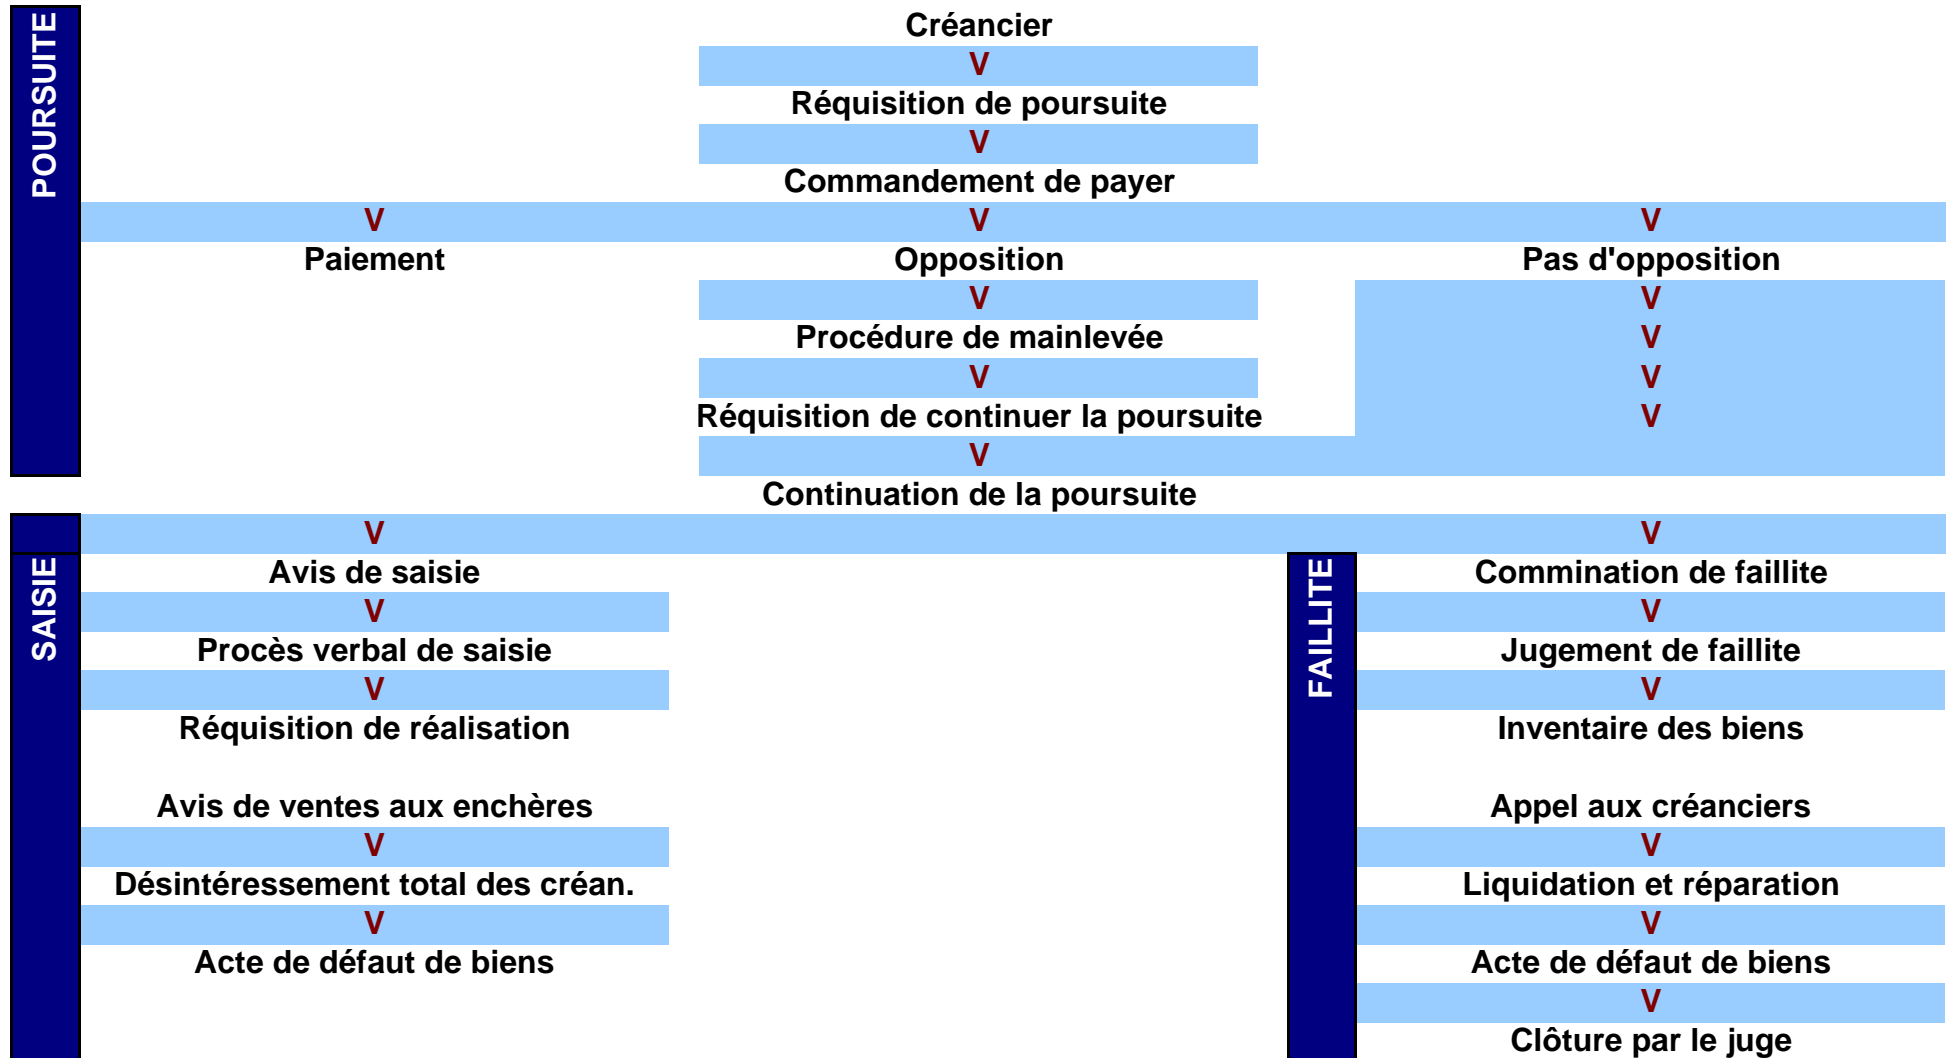 POURSUITE
Créancier
V
Réquisition de poursuite
V
Commandement de payer
V V V
Paiement Opposition Pas d'opposition
V V
Procédure de mainlevée V
V V
Réquisition de continuer la poursuite V
V
Continuation de la poursuite
V V
SAISIE
FAILLITE
Avis de saisie Commination de faillite
V V
Procès verbal de saisie Jugement de faillite
V V
Réquisition de réalisation Inventaire des biens
Avis de ventes aux enchères Appel aux créanciers
V V
Désintéressement total des créan. Liquidation et réparation
V V
Acte de défaut de biens Acte de défaut de biens
V
Clôture par le juge